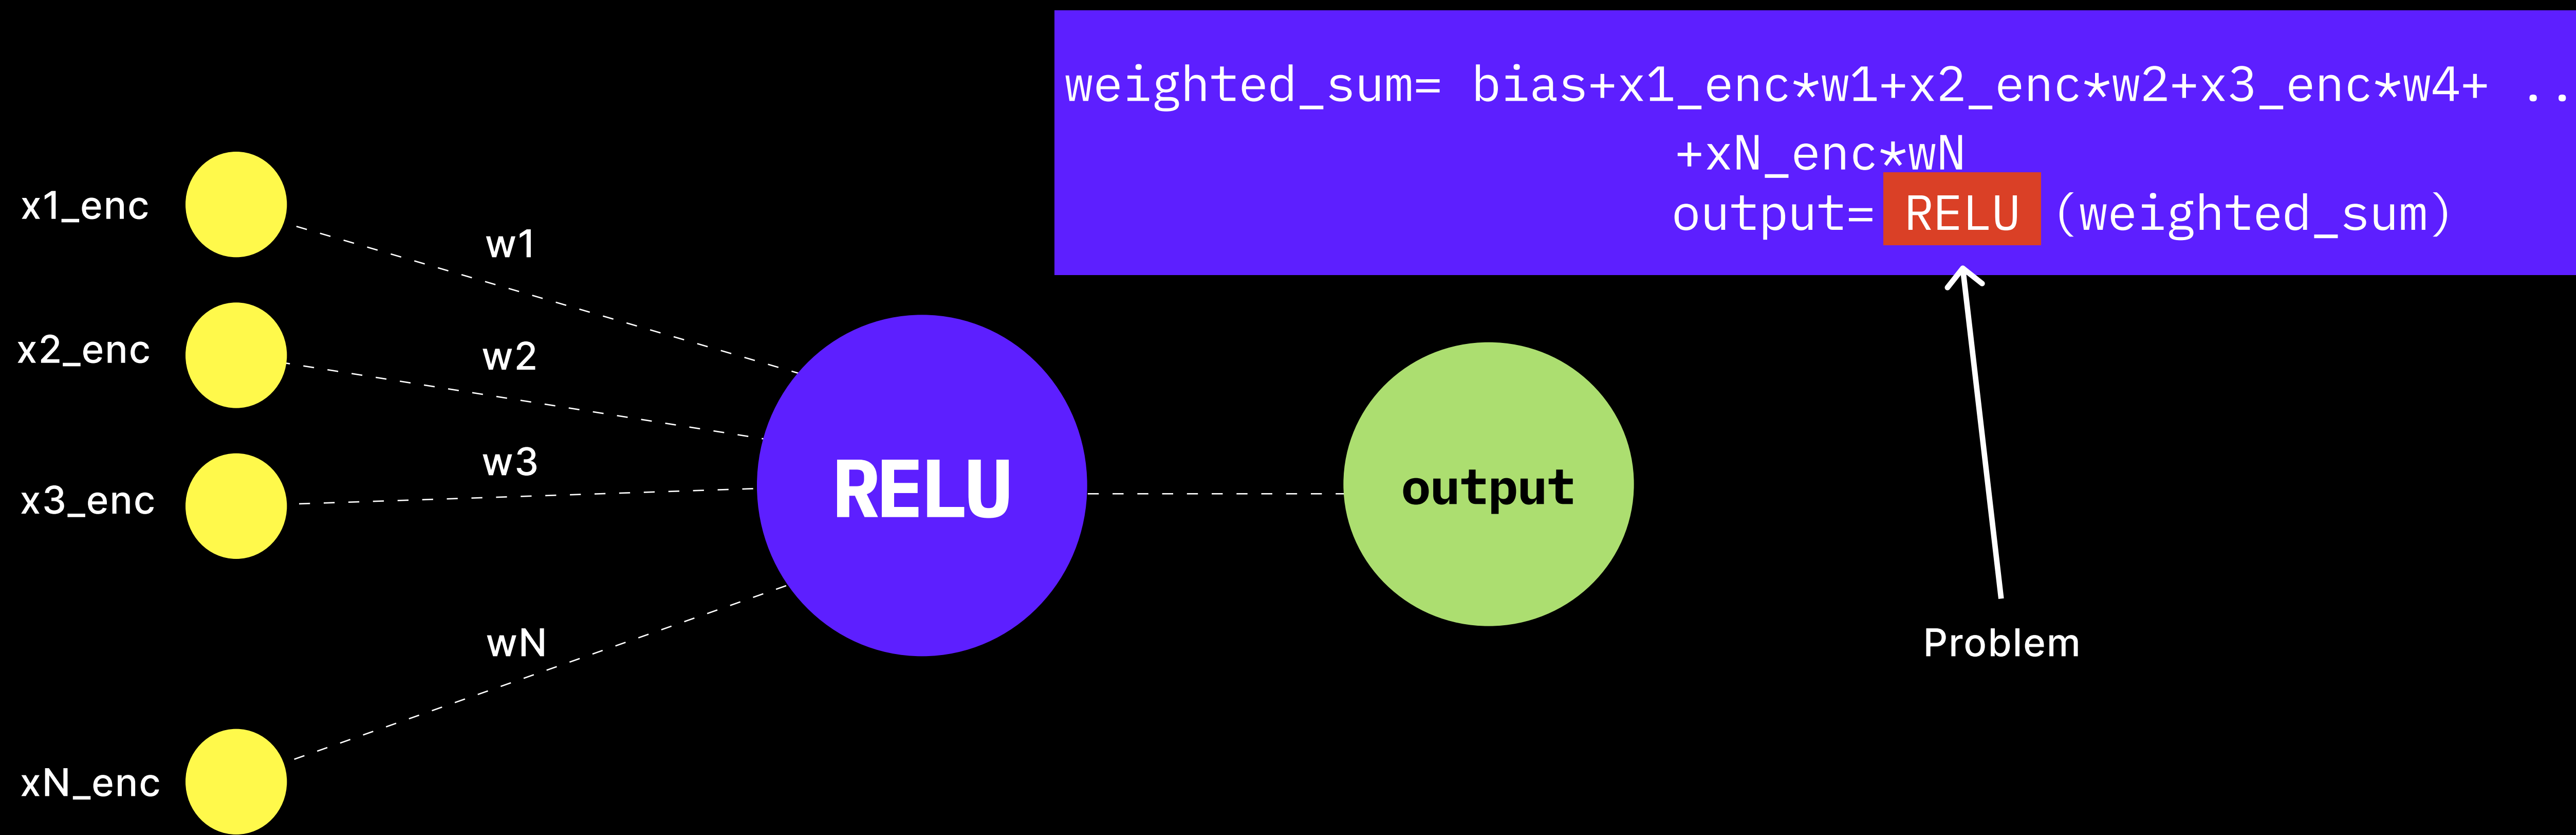 weighted_sum= bias+x1_enc*w1+x2_enc*w2+x3_enc*w4+ ..
+xN_enc*wN
output= RELU (weighted_sum)
x1_enc
w1
x2_enc
w2
w3
x3_enc
RELU
output
wN
Problem
xN_enc